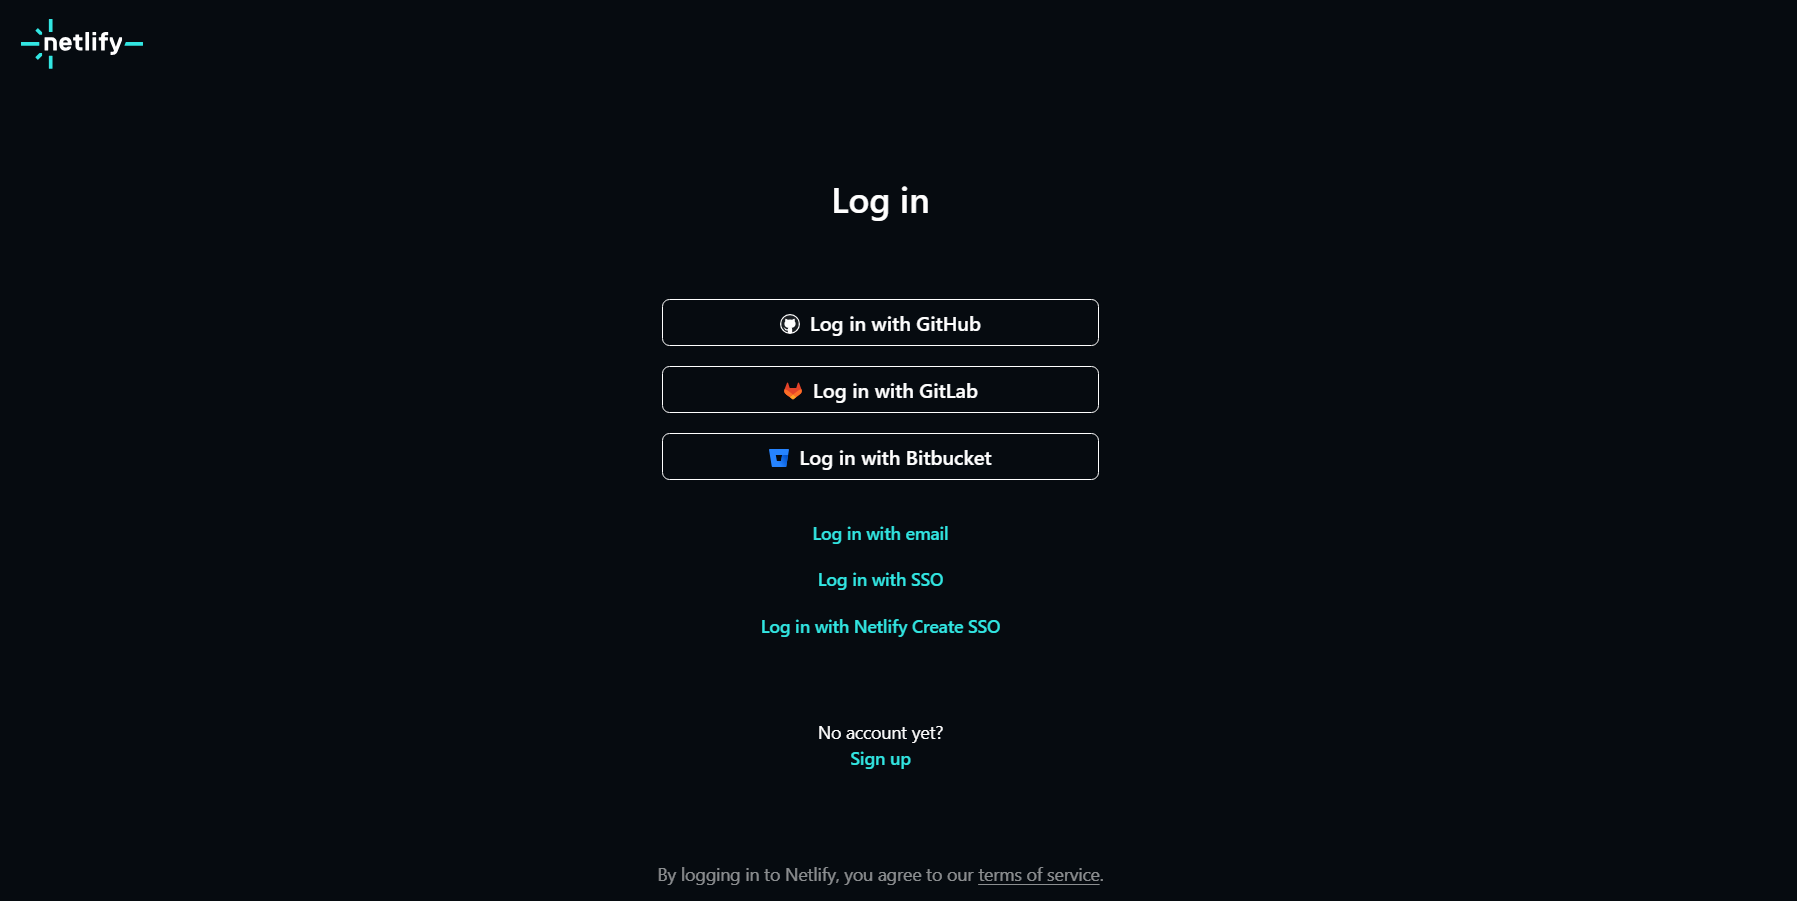 netlify
Log in
Log in with GitHub
Log in with GitLab
Log in with Bitbucket
Log in with email
Log in with SSO
Log in with Netlify Create SSO
No account yet?
Sign up
By logging in to Netlify, you agree to our terms of service.